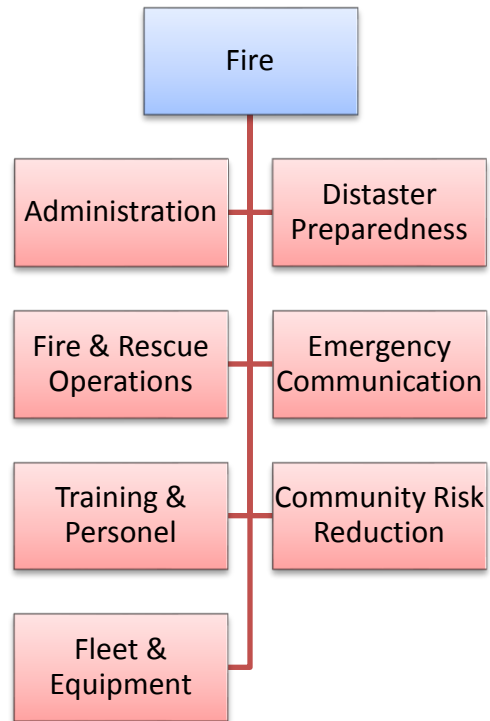 Fire
Administration
Distaster
Preparedness
Fire & Rescue
Operations
Emergency
Communication
Training &
Personel
Community Risk
Reduction
Fleet &
Equipment